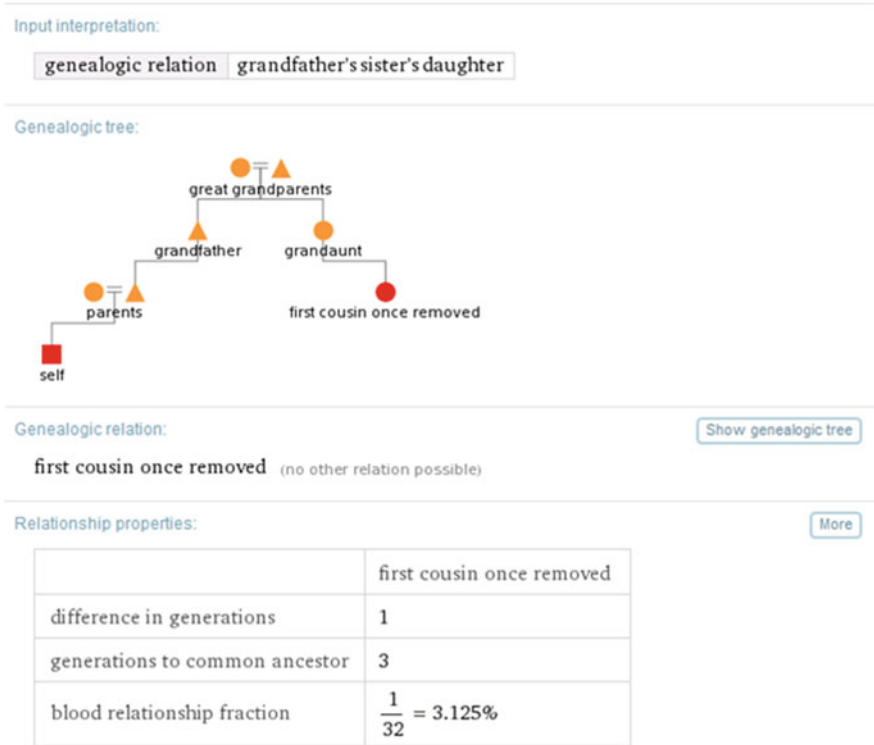 Input interpretation:
genealogic relation grandfather's sister's daughter
Genealogic tree:
great grandparents
grandfather grandaunt
parents first cousin once removed
self
Genealogic relation: Show genealogic tree
first cousin once removed (no other relation possible)
Relationship properties: More
first cousin once removed
difference in generations 1
generations to common ancestor 3
blood relationship fraction 1/32 = 3.125%